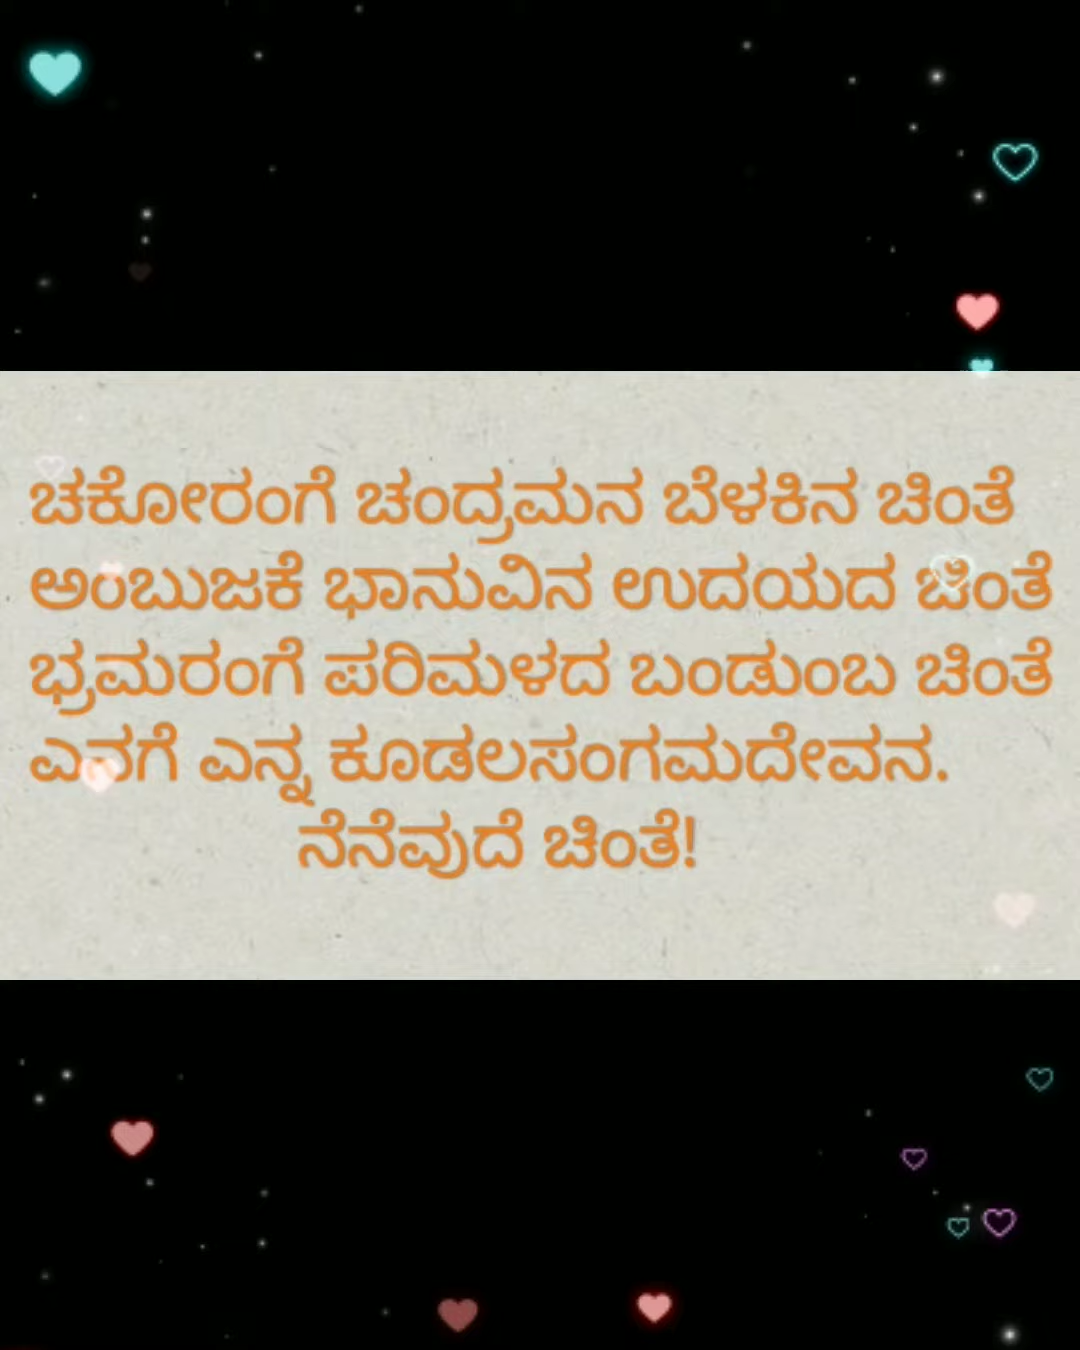 ಚಕೋರಂಗೆ ಚಂದ್ರಮನ ಬೆಳಕಿನ ಚಿಂತೆ
ಅಂಬುಜಕೆ ಭಾನುವಿನ ಉದಯದ ಚಿಂತೆ
ಭ್ರಮರಂಗೆ ಪರಿಮಳದ ಬಂಡುಂಬ ಚಿಂತೆ
ಎನಗೆ ಎನ್ನ ಕೂಡಲಸಂಗಮದೇವನ.
ನೆನೆವುದೆ ಚಿಂತೆ!